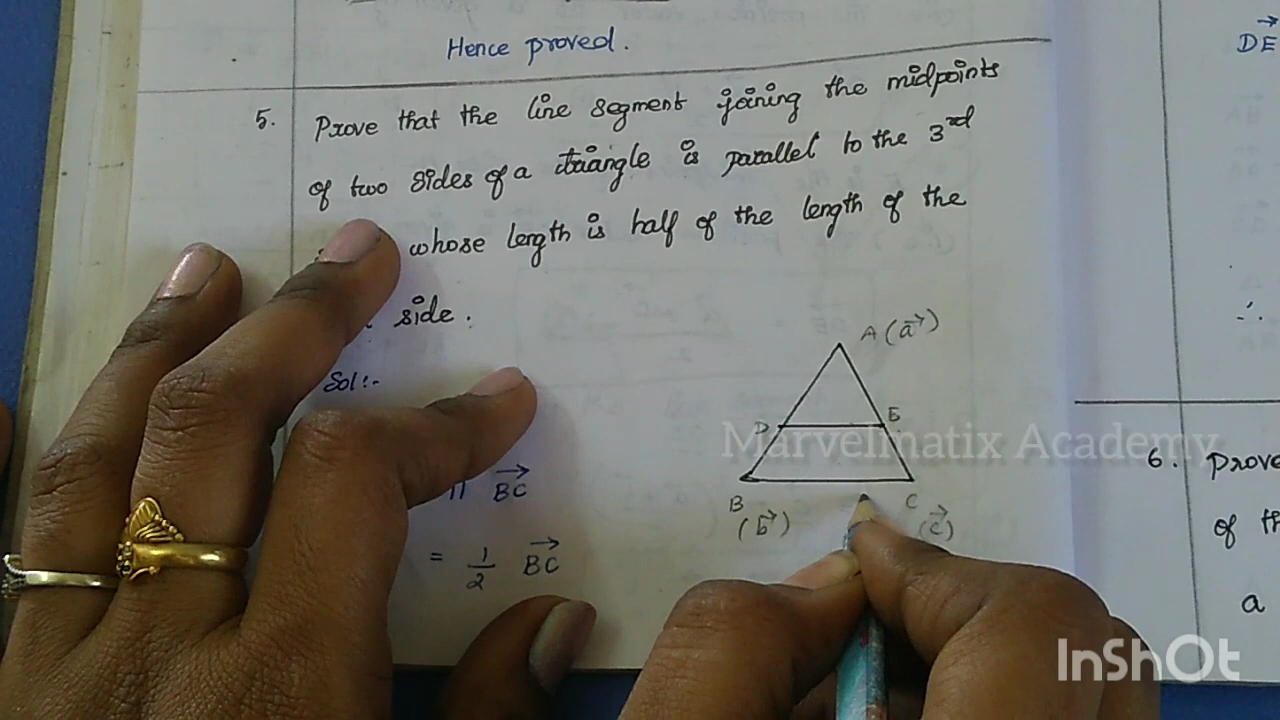 Hence proved.
5. Prove that the line segment joining the midpoints
of two sides of a triangle is parallel to the 3rd
whose length is half of the length of the
side.
Sol:-
A (a→)
D E
B C
(b→) (c→)
|| BC→
= 1/2 BC→
DE→
∴
6. Prove
of th
a
Marvelmatix Academy
InShOt